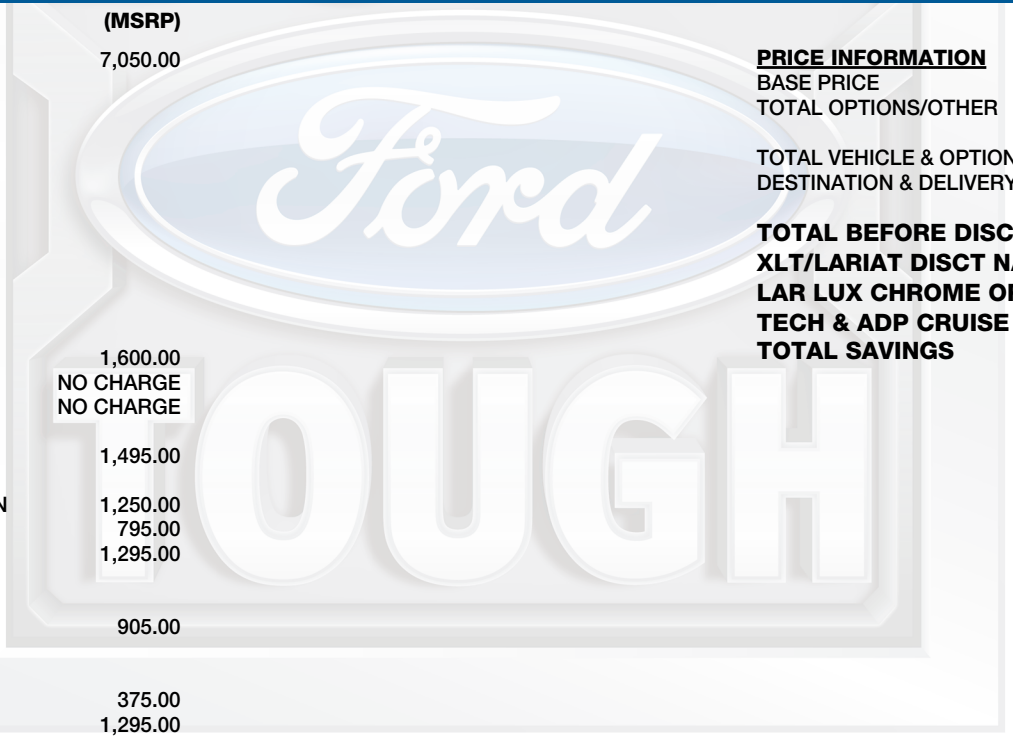 (MSRP)
7,050.00
1,600.00
NO CHARGE
NO CHARGE
1,495.00
N
1,250.00
795.00
1,295.00
905.00
375.00
1,295.00
PRICE INFORMATION
BASE PRICE
TOTAL OPTIONS/OTHER
TOTAL VEHICLE & OPTION
DESTINATION & DELIVERY
TOTAL BEFORE DISC
XLT/LARIAT DISCT NA
LAR LUX CHROME OP
TECH & ADP CRUISE
TOTAL SAVINGS
Ford
TOUGH